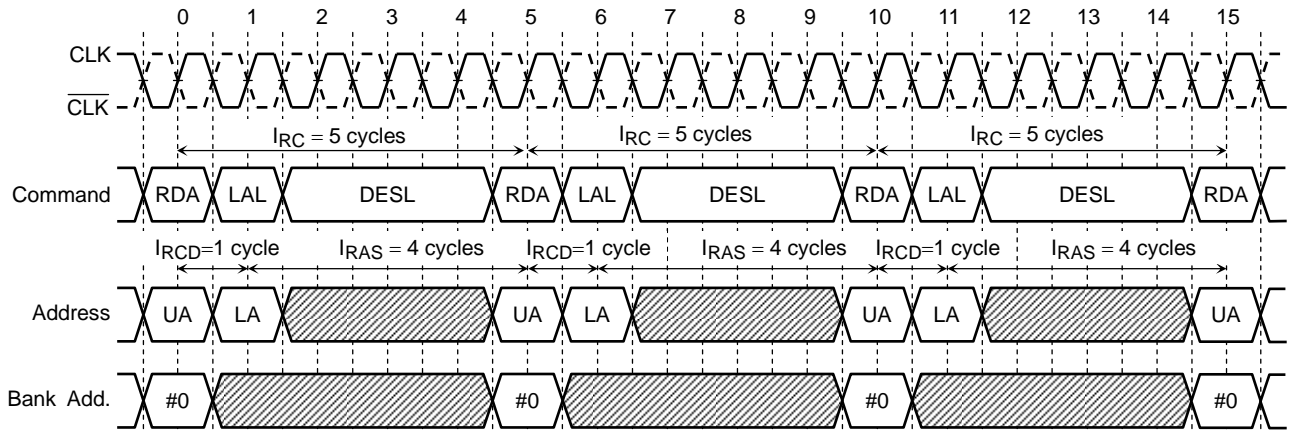 0 1 2 3 4 5 6 7 8 9 10 11 12 13 14 15
CLK
CLK
IRC = 5 cycles IRC = 5 cycles IRC = 5 cycles
Command RDA LAL DESL RDA LAL DESL RDA LAL DESL RDA
IRCD=1 cycle IRAS = 4 cycles IRCD=1 cycle IRAS = 4 cycles IRCD=1 cycle IRAS = 4 cycles
Address UA LA UA LA UA LA UA
Bank Add. #0 #0 #0 #0